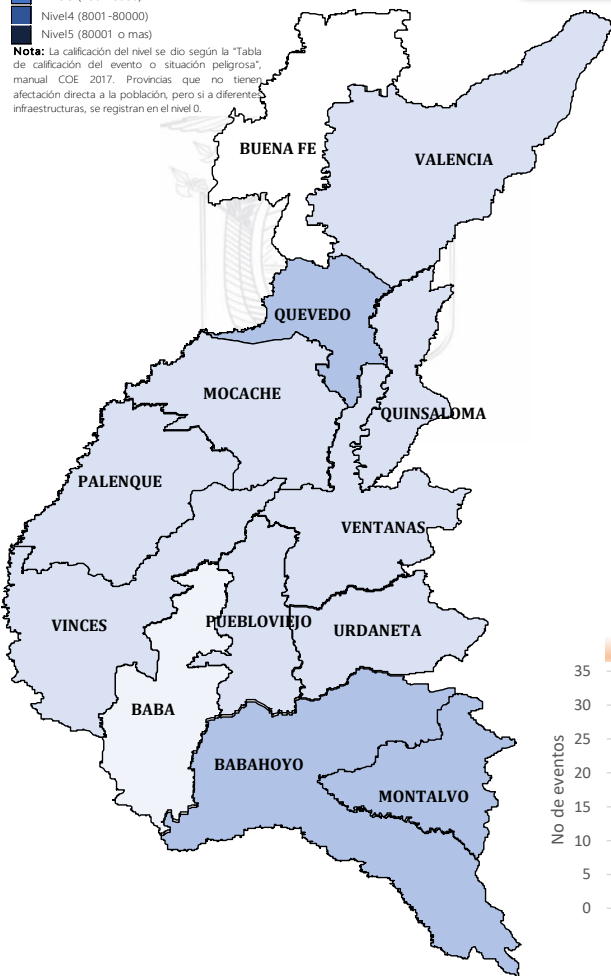 Nivel4 (8001-80000)
Nivel5 (80001 o mas)
Nota: La calificación del nivel se dio según la "Tabla
de calificación del evento o situación peligrosa",
manual COE 2017. Provincias que no tienen
afectación directa a la población, pero si a diferentes
infraestructuras, se registran en el nivel 0.
BUENA FE
VALENCIA
QUEVEDO
MOCACHE
QUINSALOMA
PALENQUE
VENTANAS
VINCES
PUEBLOVIEJO
URDANETA
BABA
BABAHOYO
MONTALVO
No de eventos
35
30
25
20
15
10
5
0